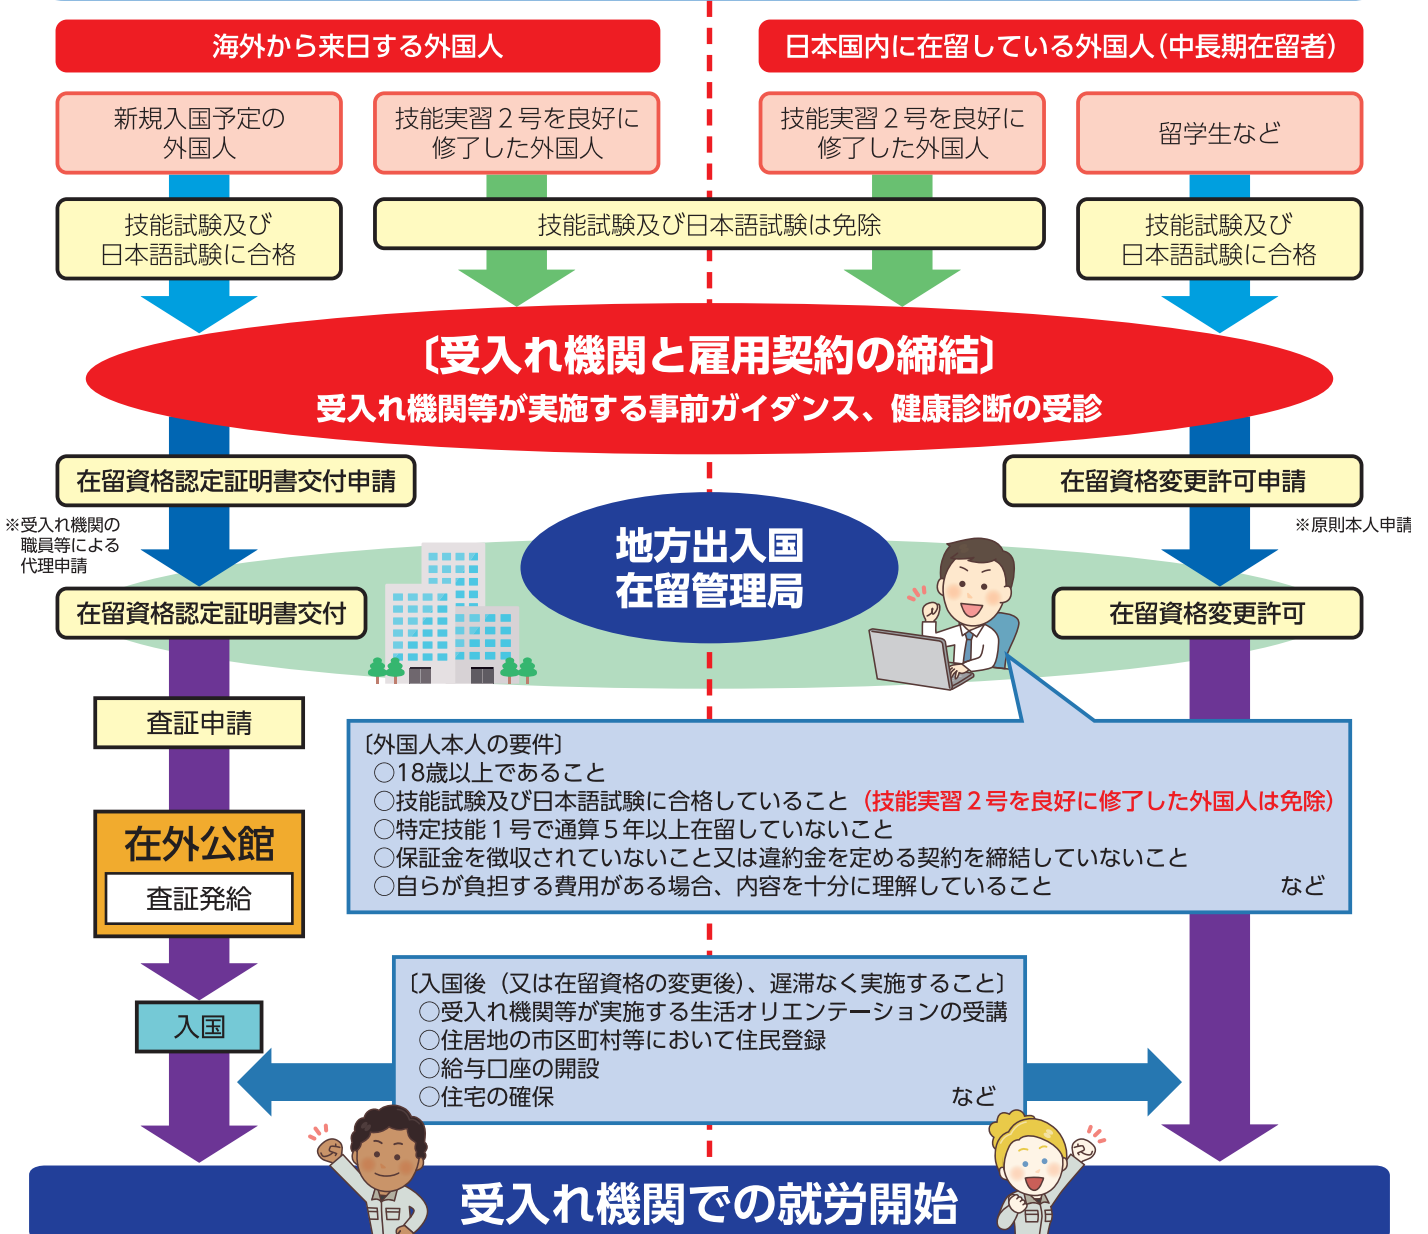 海外から来日する外国人
日本国内に在留している外国人（中長期在留者）
新規入国予定の
外国人
技能実習２号を良好に
修了した外国人
技能実習２号を良好に
修了した外国人
留学生など
技能試験及び
日本語試験に合格
技能試験及び日本語試験は免除
技能試験及び
日本語試験に合格
〔受入れ機関と雇用契約の締結〕
受入れ機関等が実施する事前ガイダンス、健康診断の受診
在留資格認定証明書交付申請
※受入れ機関の
職員等による
代理申請
在留資格変更許可申請
※原則本人申請
地方出入国
在留管理局
在留資格認定証明書交付
在留資格変更許可
査証申請
在外公館
査証発給
入国
〔外国人本人の要件〕
○18歳以上であること
○技能試験及び日本語試験に合格していること（技能実習２号を良好に修了した外国人は免除）
○特定技能１号で通算５年以上在留していないこと
○保証金を徴収されていないこと又は違約金を定める契約を締結していないこと
○自らが負担する費用がある場合、内容を十分に理解していること　など
〔入国後（又は在留資格の変更後）、遅滞なく実施すること〕
○受入れ機関等が実施する生活オリエンテーションの受講
○住居地の市区町村等において住民登録
○給与口座の開設
○住宅の確保　など
受入れ機関での就労開始